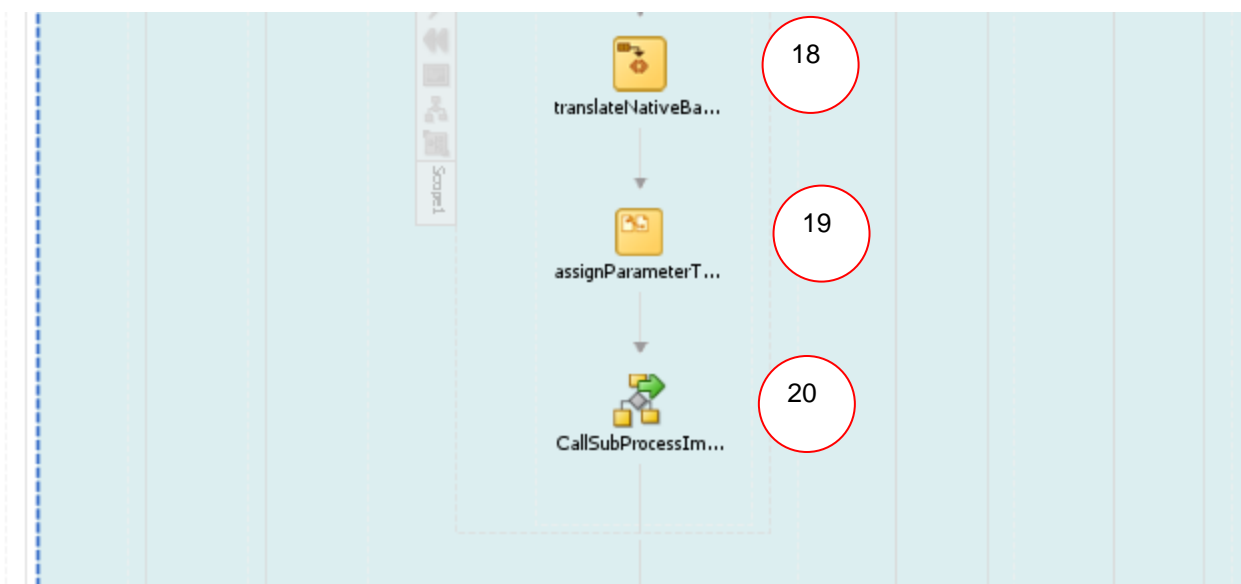 18
translateNativeBa...
Scope1
19
assignParameterT...
20
CallSubProcessIm...